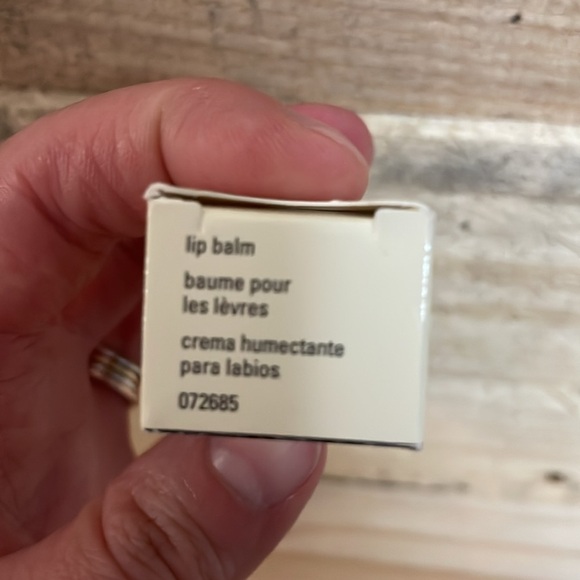 lip balm
baume pour
les lèvres
crema humectante
para labios
072685